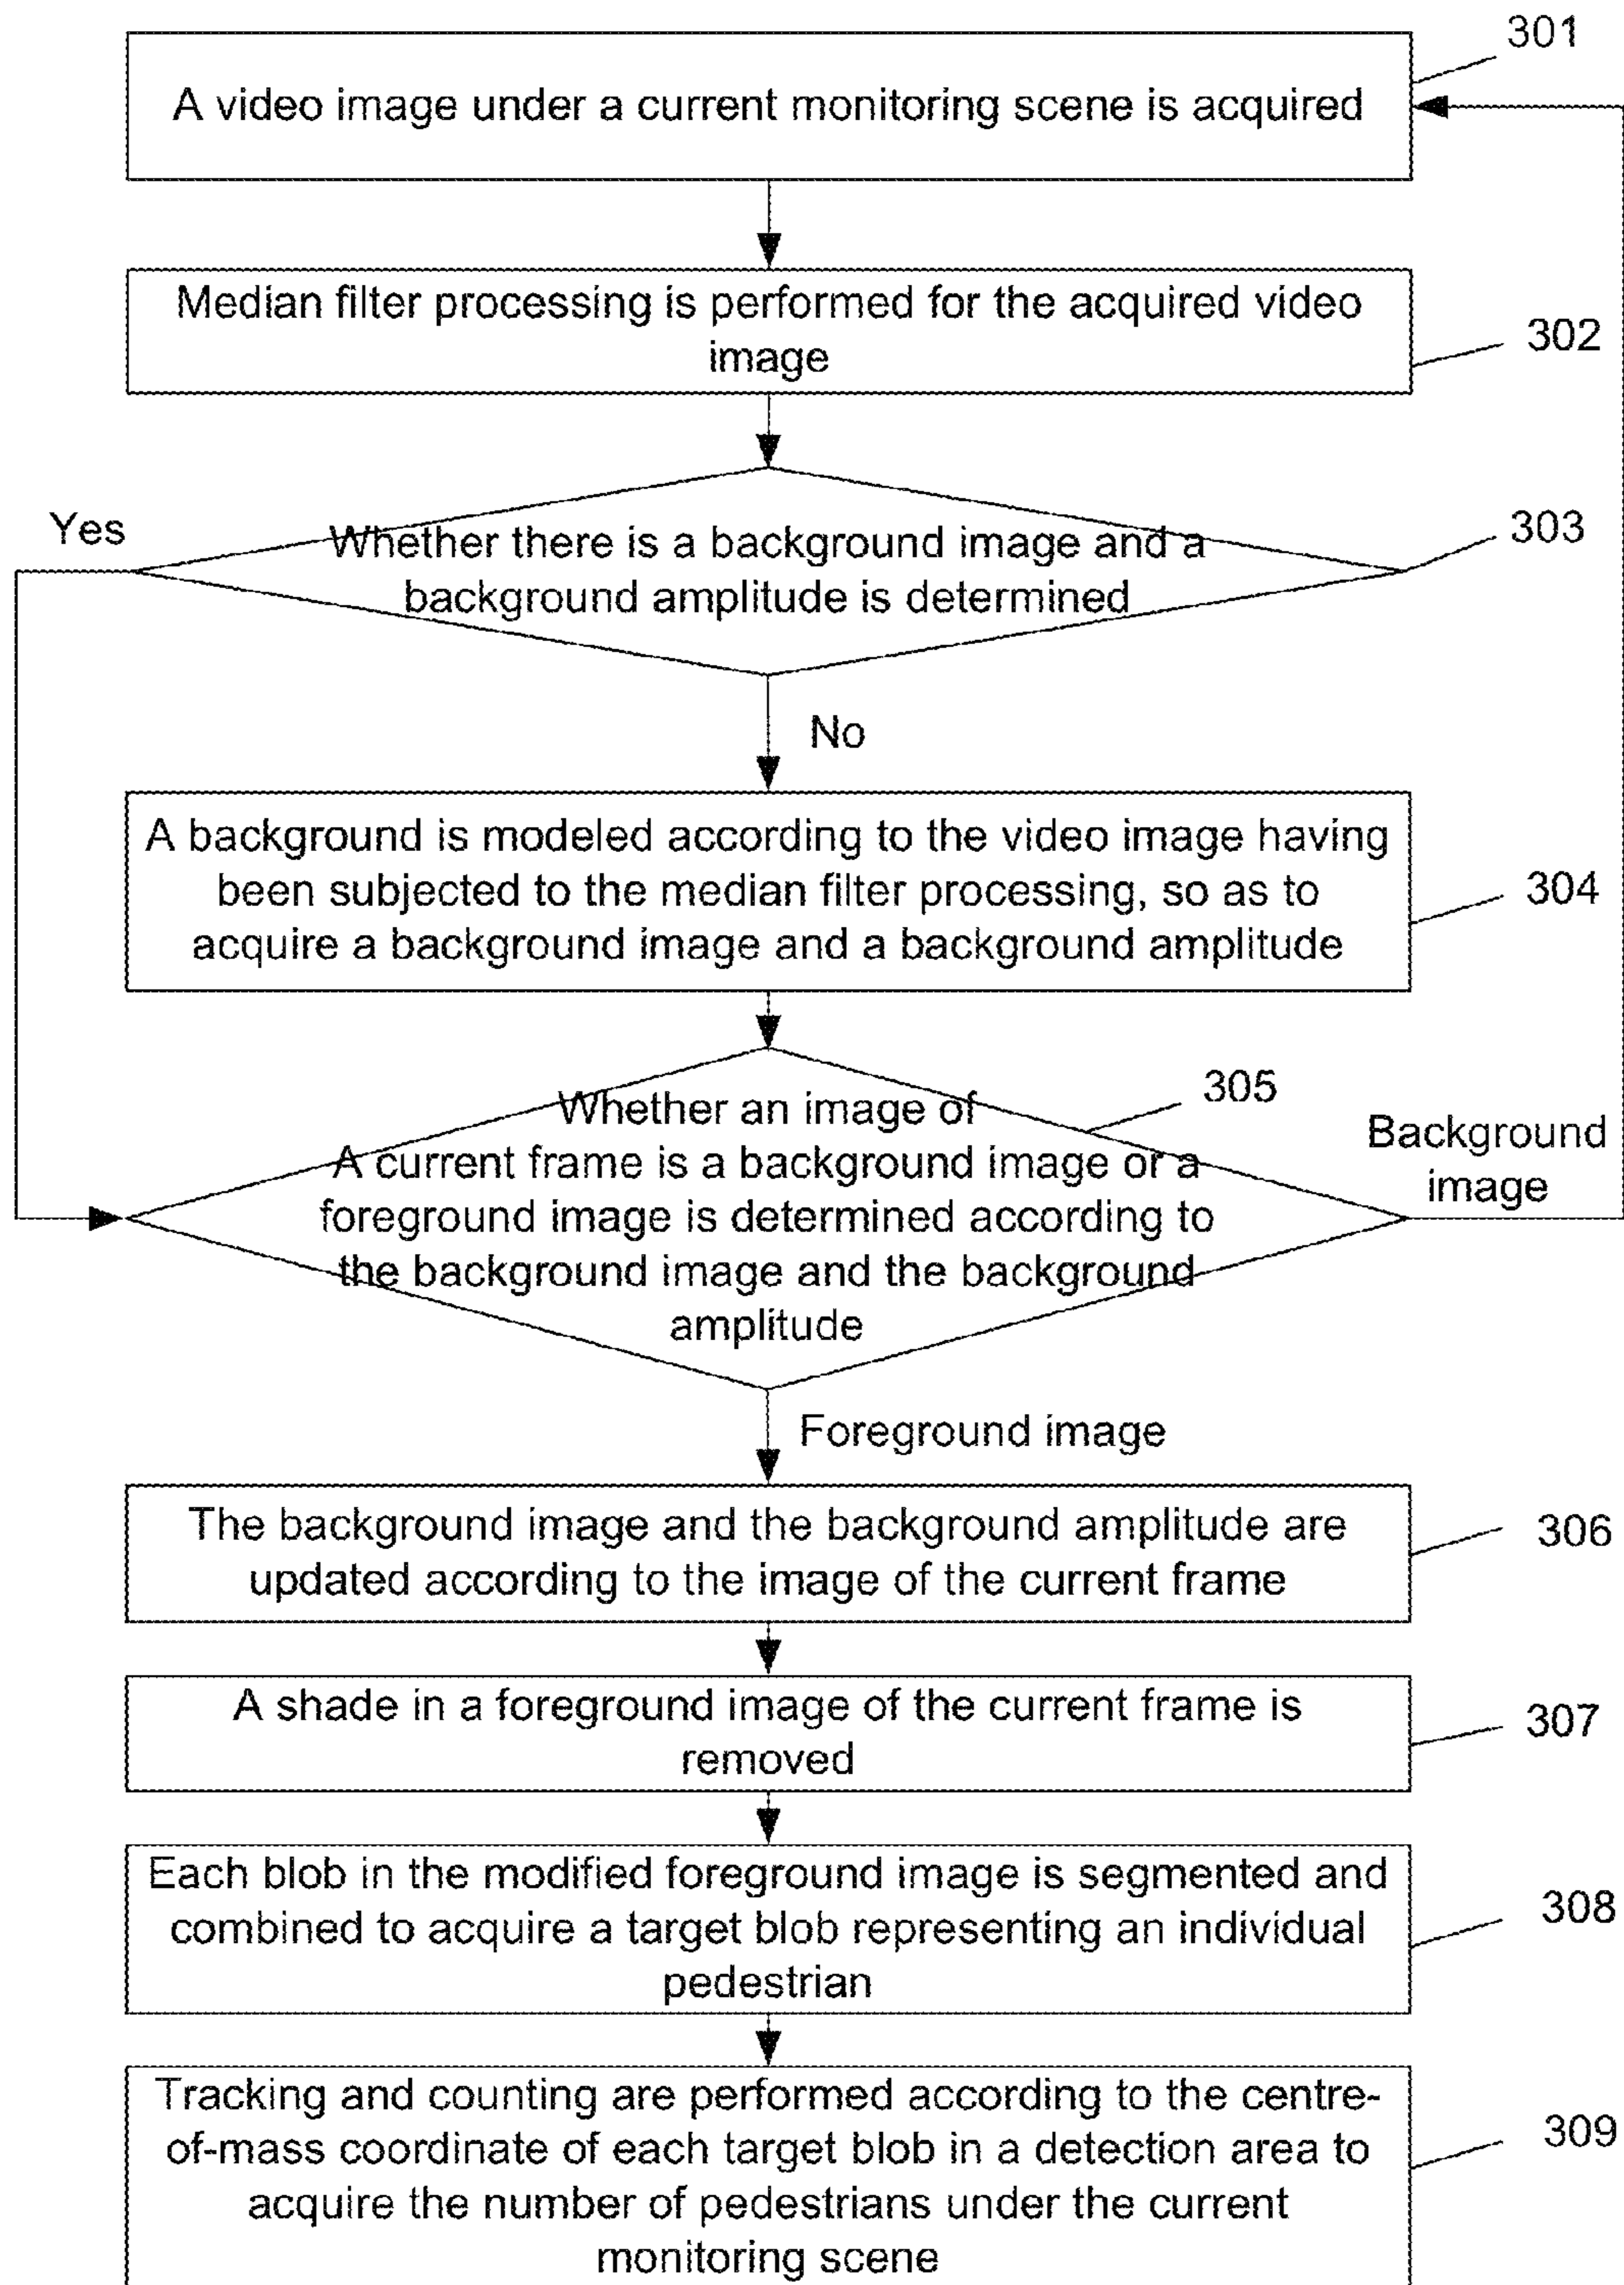 301
A video image under a current monitoring scene is acquired
Median filter processing is performed for the acquired video
image
302
Yes
Whether there is a background image and a
background amplitude is determined
303
No
A background is modeled according to the video image having
been subjected to the median filter processing, so as to
acquire a background image and a background amplitude
304
Whether an image of
A current frame is a background image or a
foreground image is determined according to
the background image and the background
amplitude
305
Background
image
Foreground image
The background image and the background amplitude are
updated according to the image of the current frame
306
A shade in a foreground image of the current frame is
removed
307
Each blob in the modified foreground image is segmented and
combined to acquire a target blob representing an individual
pedestrian
308
Tracking and counting are performed according to the centre-
of-mass coordinate of each target blob in a detection area to
acquire the number of pedestrians under the current
monitoring scene
309